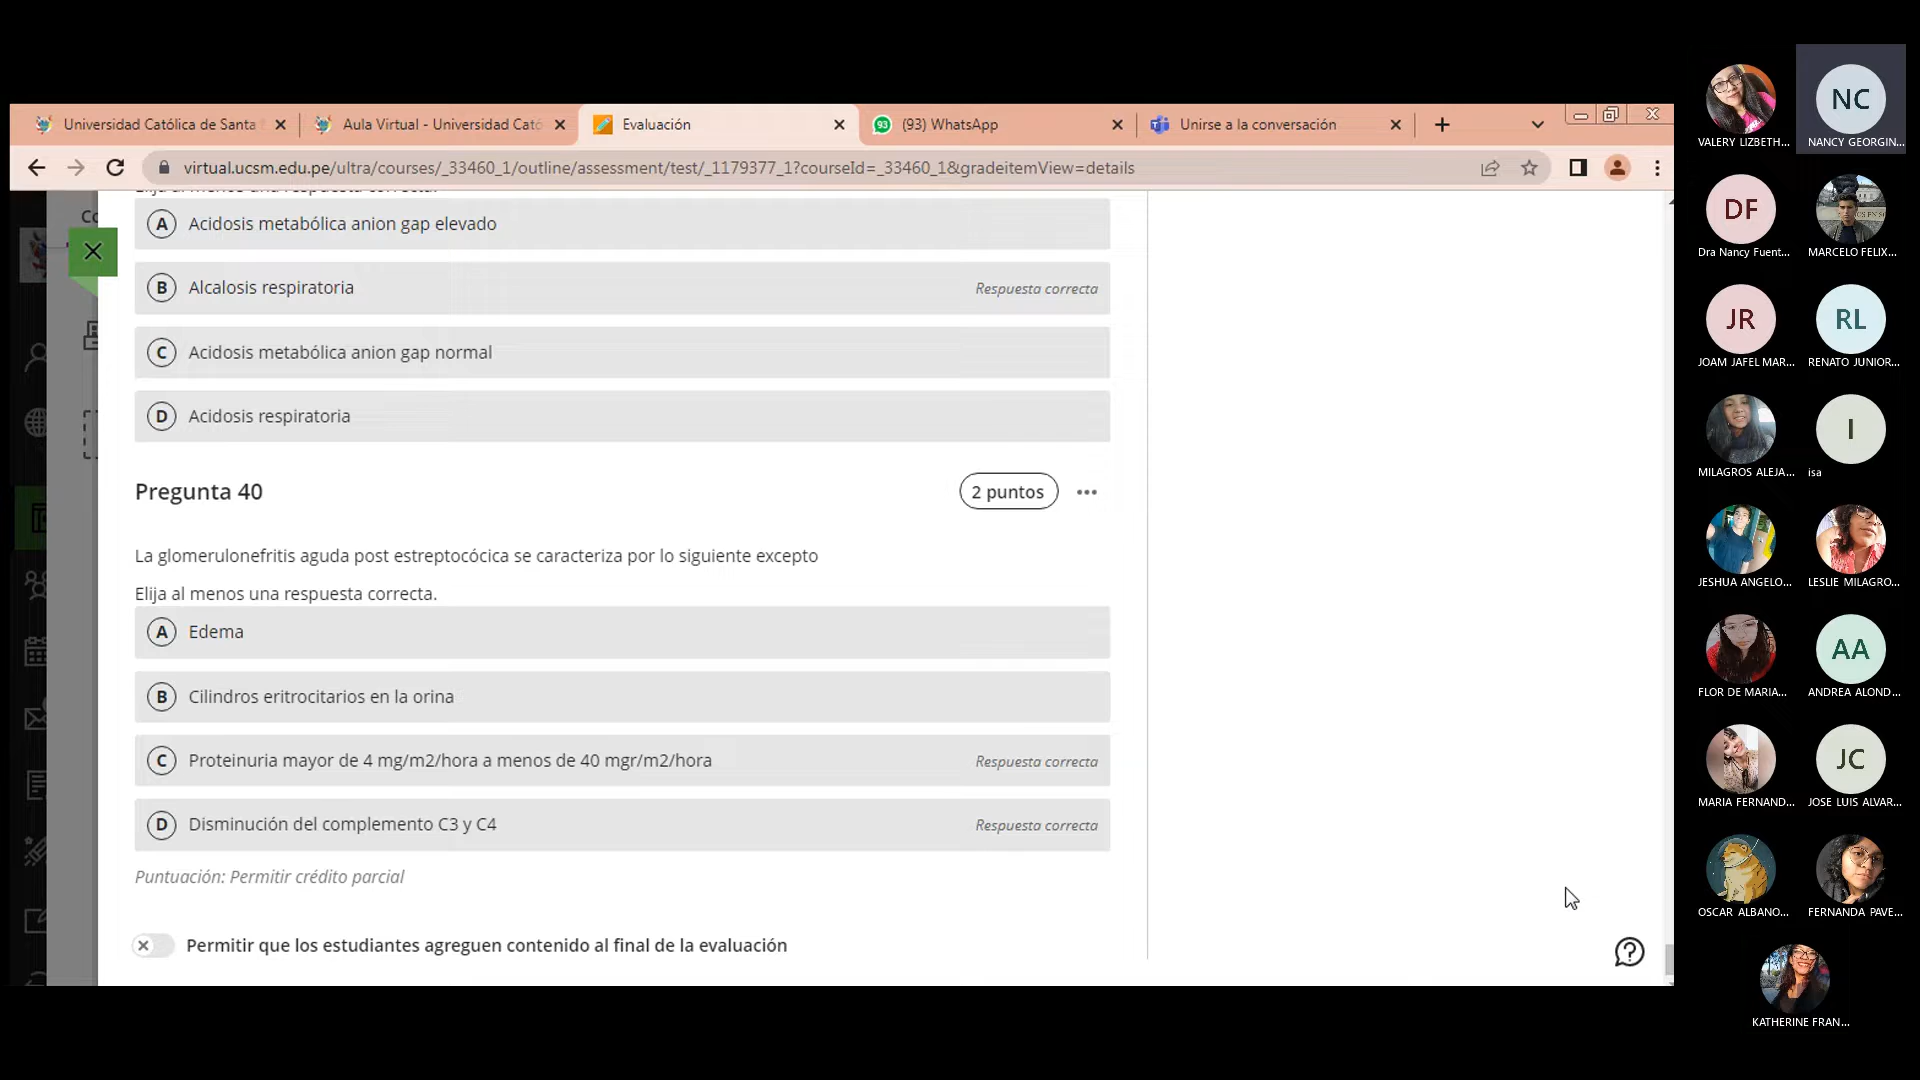 Universidad Católica de Santa
Aula Virtual - Universidad Cató
Evaluación
93
(93) WhatsApp
Unirse a la conversación
virtual.ucsm.edu.pe/ultra/courses/_33460_1/outline/assessment/test/_1179377_1?courseId=_33460_1&gradeitemView=details
Co
A Acidosis metabólica anion gap elevado
B Alcalosis respiratoria Respuesta correcta
C Acidosis metabólica anion gap normal
D Acidosis respiratoria
Pregunta 40
2 puntos
La glomerulonefritis aguda post estreptocócica se caracteriza por lo siguiente excepto
Elija al menos una respuesta correcta.
A Edema
B Cilindros eritrocitarios en la orina
C Proteinuria mayor de 4 mg/m2/hora a menos de 40 mgr/m2/hora Respuesta correcta
D Disminución del complemento C3 y C4 Respuesta correcta
Puntuación: Permitir crédito parcial
Permitir que los estudiantes agreguen contenido al final de la evaluación
NC
VALERY LIZBETH...
NANCY GEORGIN...
DF
Dra Nancy Fuent...
MARCELO FELIX...
JR
RL
JOAM JAFEL MAR...
RENATO JUNIOR...
I
MILAGROS ALEJA...
isa
JESHUA ANGELO...
LESLIE MILAGRO...
AA
FLOR DE MARIA...
ANDREA ALOND...
JC
MARIA FERNAND...
JOSE LUIS ALVAR...
OSCAR ALBANO...
FERNANDA PAVE...
KATHERINE FRAN...